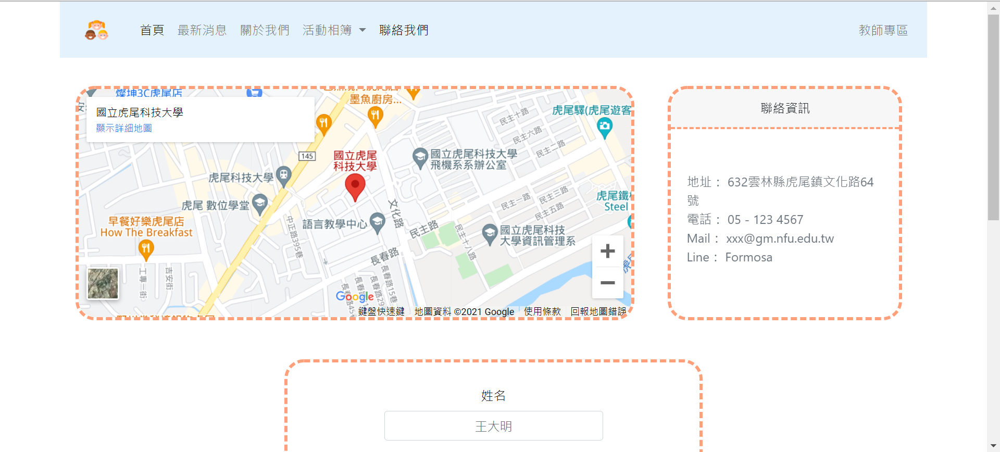 首頁 最新消息 關於我們 活動相簿 聯絡我們 教師專區
燦坤3C虎尾店
墨魚廚房...
國立虎尾科技大學
顯示詳細地圖
虎尾驛(虎尾遊客
民主十路
民主六路
民主二路
145
國立虎尾
科技大學
國立虎尾科技大學
飛機系系辦公室
虎尾科技大學
虎尾 數位學堂
文化路
民主一路
民主三路
民主五路
虎尾鐵
Steel
早餐好樂虎尾店
How The Breakfast
中正路395巷
語言教學中心
民主路
民主十八路
國立虎尾科技
大學資訊管理系
長春路
工專一街
吉安街
長春路15巷
長春路29
Google
鍵盤快速鍵 地圖資料 ©2021 Google 使用條款 回報地圖錯誤
聯絡資訊
地址： 632雲林縣虎尾鎮文化路64
號
電話： 05 - 123 4567
Mail： xxx@gm.nfu.edu.tw
Line： Formosa
姓名
王大明